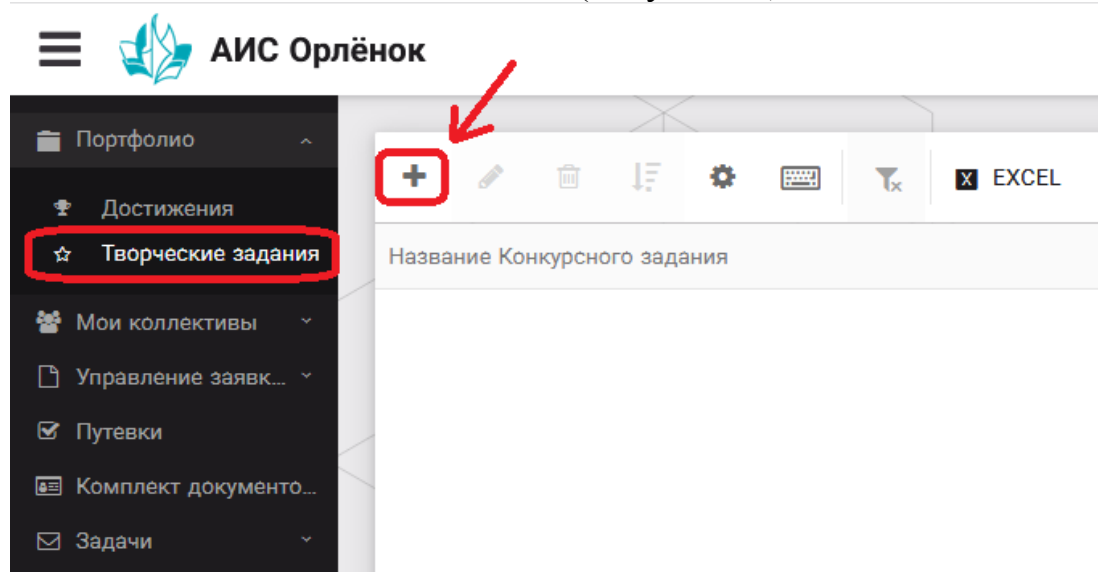 АИС Орлёнок
Портфолио
Достижения
Творческие задания
Мои коллективы
Управление заявк...
Путевки
Комплект документо...
Задачи
X EXCEL
Название Конкурсного задания